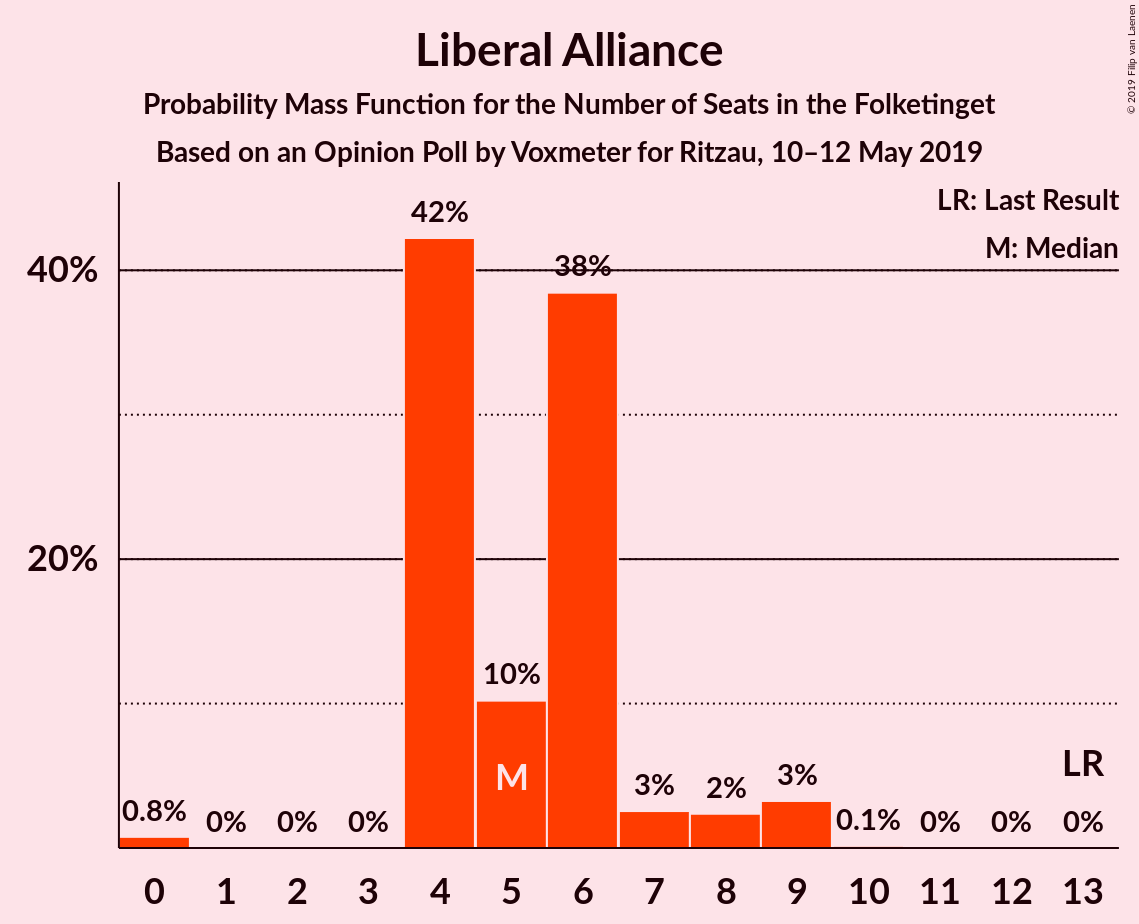 Liberal Alliance
Probability Mass Function for the Number of Seats in the Folketinget
Based on an Opinion Poll by Voxmeter for Ritzau, 10–12 May 2019
© 2019 Filip van Laenen
LR: Last Result
M: Median
40%
20%
0.8%
0%
0%
0%
42%
10%
38%
3%
2%
3%
0.1%
0%
0%
0%
M
LR
0 1 2 3 4 5 6 7 8 9 10 11 12 13